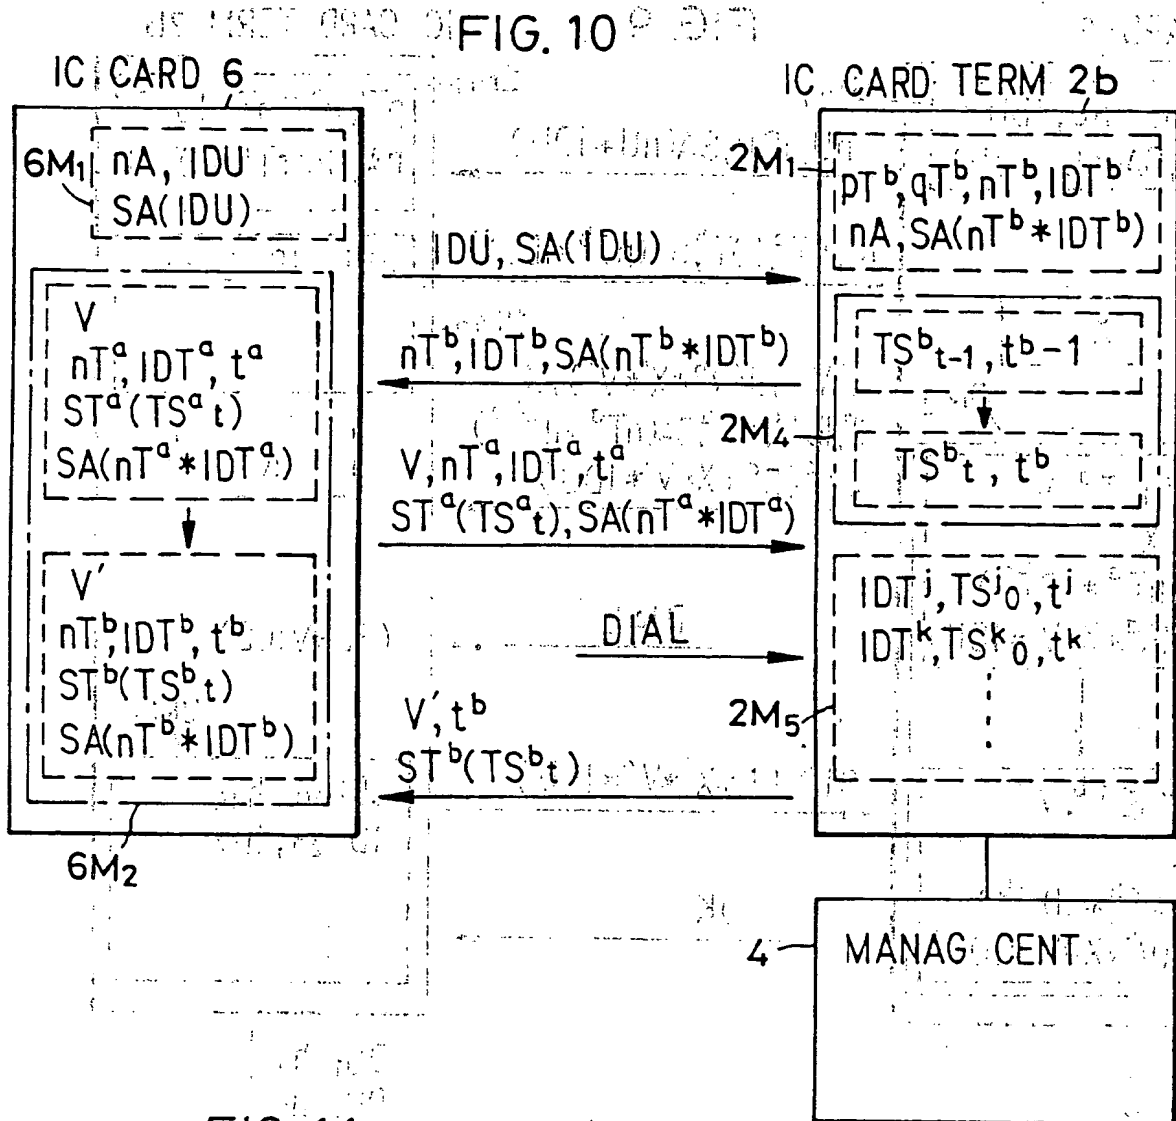 FIG. 10
IC CARD 6
6M₁
nA, IDU
SA(IDU)
V
nTᵃ, IDTᵃ, tᵃ
STᵃ(TSᵃt)
SA(nTᵃ*IDTᵃ)
V′
nTᵇ, IDTᵇ, tᵇ
STᵇ(TSᵇt)
SA(nTᵇ*IDTᵇ)
6M₂
IDU, SA(IDU)
nTᵇ, IDTᵇ, SA(nTᵇ*IDTᵇ)
V, nTᵃ, IDTᵃ, tᵃ
STᵃ(TSᵃt), SA(nTᵃ*IDTᵃ)
DIAL
V′, tᵇ
STᵇ(TSᵇt)
IC CARD TERM 2b
2M₁
pTᵇ, qTᵇ, nTᵇ, IDTᵇ
nA, SA(nTᵇ*IDTᵇ)
TSᵇt-1, tᵇ-1
2M₄
TSᵇt, tᵇ
IDTʲ, TSʲ₀, tʲ
IDTᵏ, TSᵏ₀, tᵏ
2M₅
4
MANAG CENT